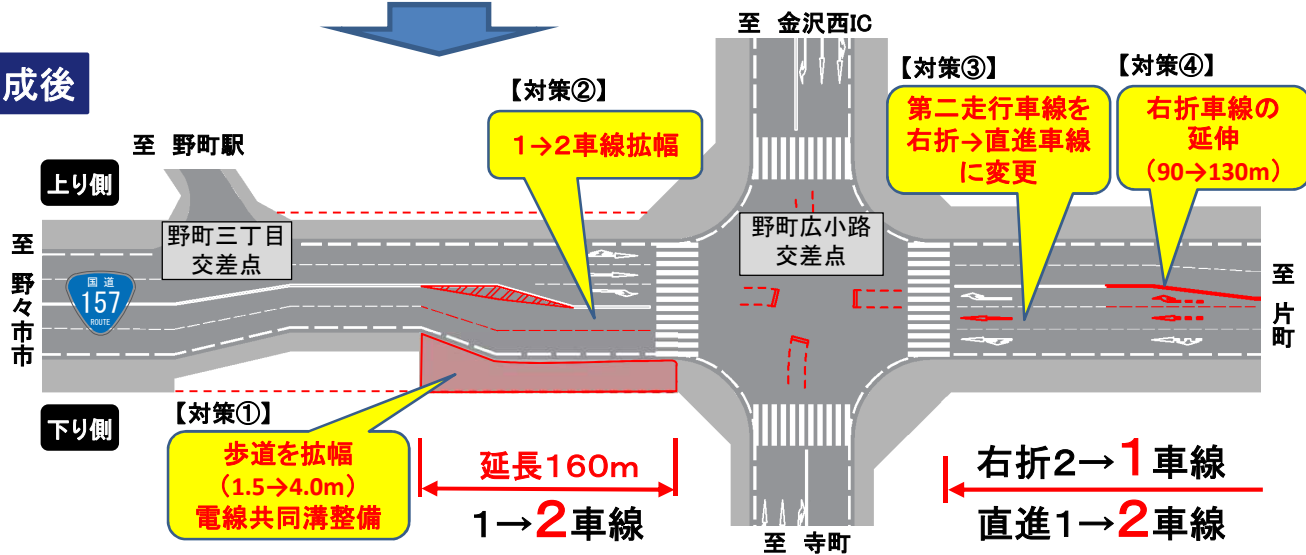 至 金沢西IC
成後
【対策②】
1→2車線拡幅
【対策③】
第二走行車線を
右折→直進車線
に変更
【対策④】
右折車線の
延伸
（90→130m）
至 野町駅
上り側
野町三丁目
交差点
野町広小路
交差点
至 野々市市
国道
157
ROUTE
至 片町
下り側
【対策①】
歩道を拡幅
（1.5→4.0m）
電線共同溝整備
延長160m
1→2車線
右折2→1車線
直進1→2車線
至 寺町